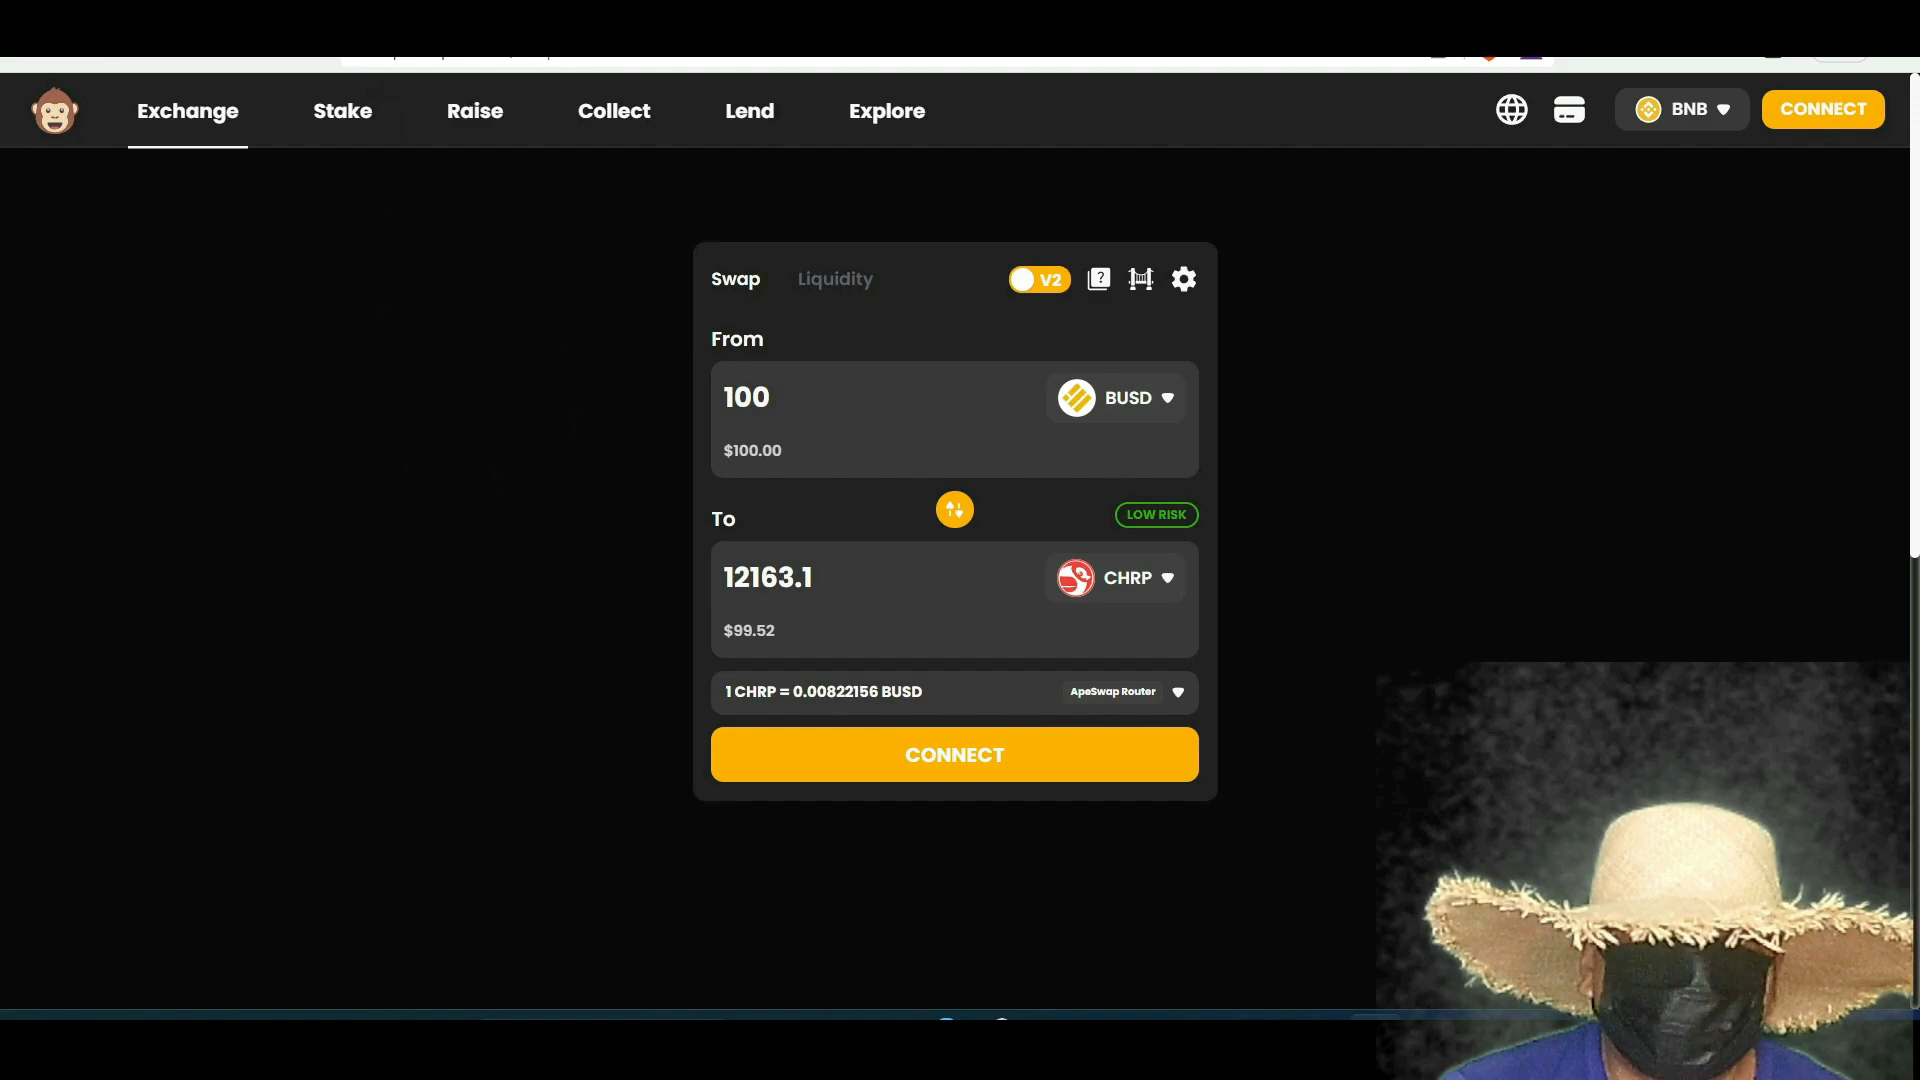 Exchange Stake Raise Collect Lend Explore BNB CONNECT
Swap Liquidity V2
From
100 BUSD
$100.00
To LOW RISK
12163.1 CHRP
$99.52
1 CHRP = 0.00822156 BUSD ApeSwap Router
CONNECT